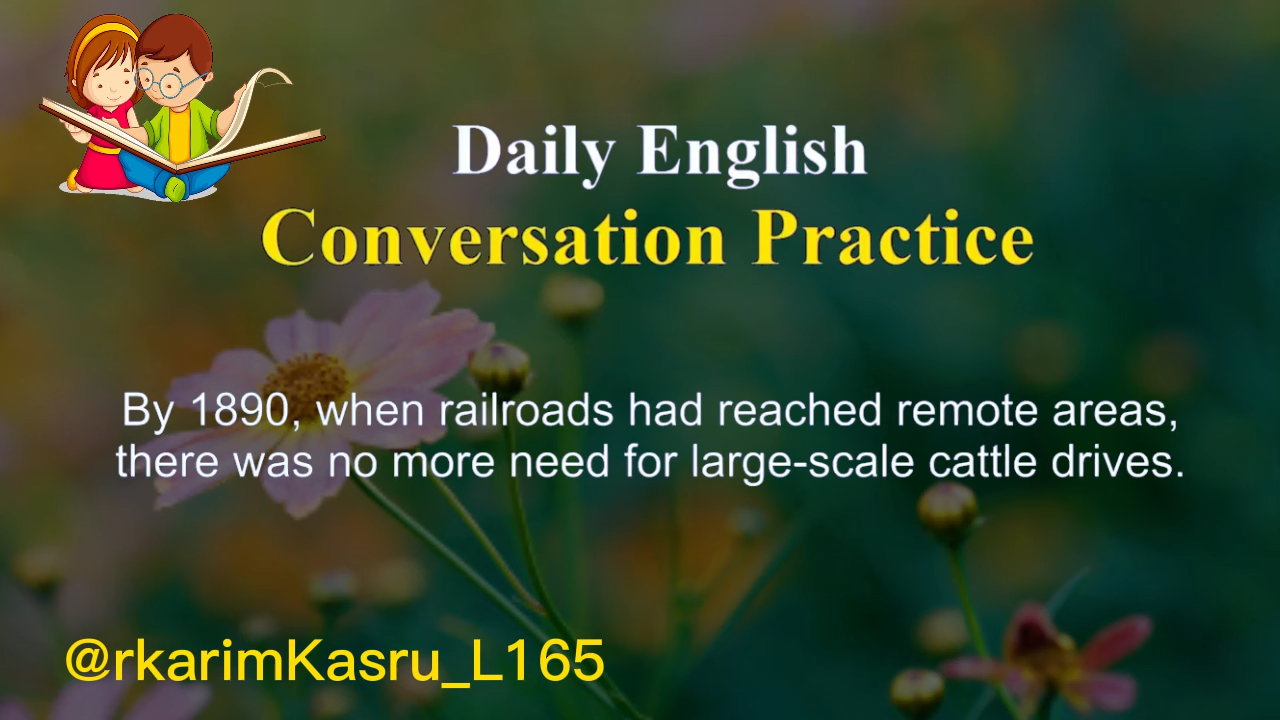 Daily English
Conversation Practice
By 1890, when railroads had reached remote areas,
there was no more need for large-scale cattle drives.
@rkarimKasru_L165